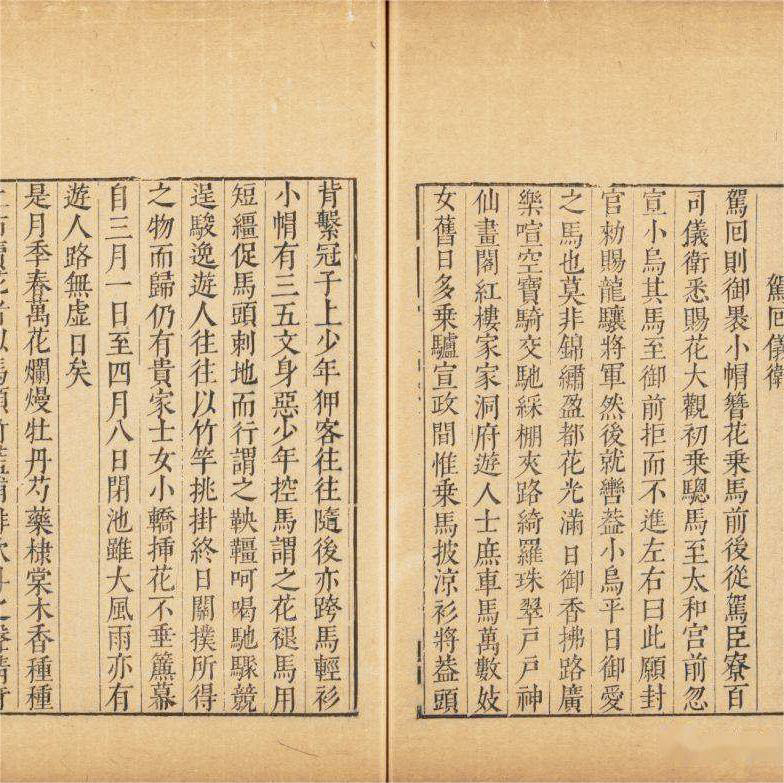 駕回儀衛
駕回則御裹小帽簪花乗馬前後從駕臣寮百
司儀衛悉賜花大觀初乗驄馬至太和宮前忽
宣小烏其馬至御前拒而不進左右曰此願封
官勑賜龍驤將軍然後就轡葢小烏平日御愛
之馬也莫非錦繡盈都花光滿目御香拂路廣
樂喧空寶騎交馳綵棚夾路綺羅珠翠戸戸神
仙畫閣紅樓家家洞府遊人士庶車馬萬數妓
女舊日多乗驢宣政間惟乗馬披凉衫將葢頭
背繫冠子上少年狎客往往隨後亦跨馬輕衫
小帽有三五文身惡少年控馬謂之花褪馬用
短纒促馬頭刺地而行謂之鞅韁呵喝馳驟競
逞駿逸遊人往往以竹竿挑掛終日關撲所得
之物而歸仍有貴家士女小轎揷花不垂簾幕
自三月一日至四月八日閉池雖大風雨亦有
遊人路無虚日矣
是月季春萬花爛熳牡丹芍藥棣棠木香種種